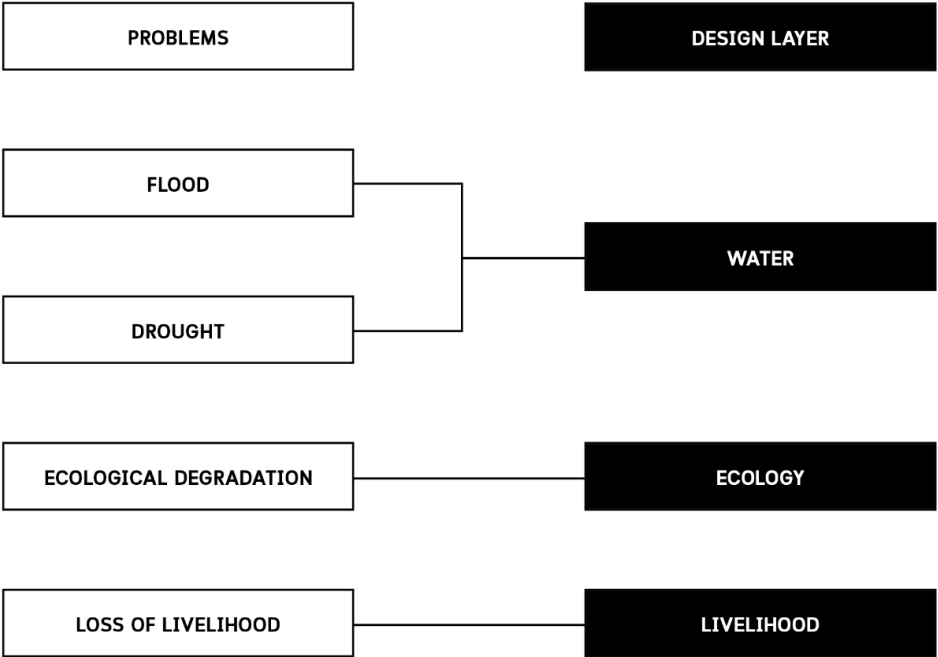 PROBLEMS
DESIGN LAYER
FLOOD
WATER
DROUGHT
ECOLOGICAL DEGRADATION
ECOLOGY
LOSS OF LIVELIHOOD
LIVELIHOOD